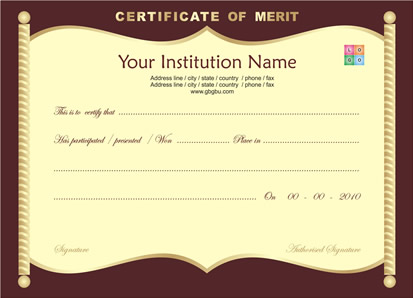 CERTIFICATE OF MERIT
Your Institution Name
LOGO
Address line / city / state / country / phone / fax
Address line / city / state / country / phone / fax
www.gbgbu.com
This is to certify that ......................................................
Has participated / presented / Won .................... Place in ..............................
...................................................... On 00 - 00 - 2010
Signature Authorised Signature